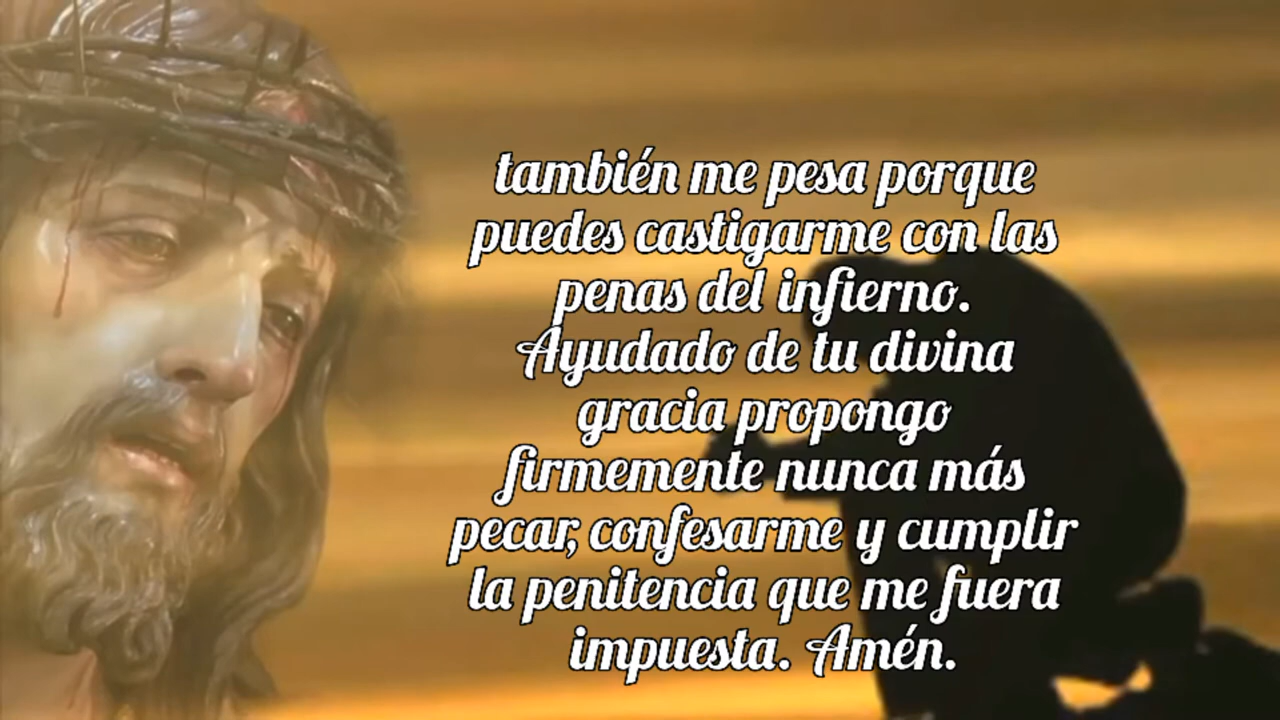 también me pesa porque
puedes castigarme con las
penas del infierno.
Ayudado de tu divina
gracia propongo
firmemente nunca más
pecar, confesarme y cumplir
la penitencia que me fuera
impuesta. Amén.